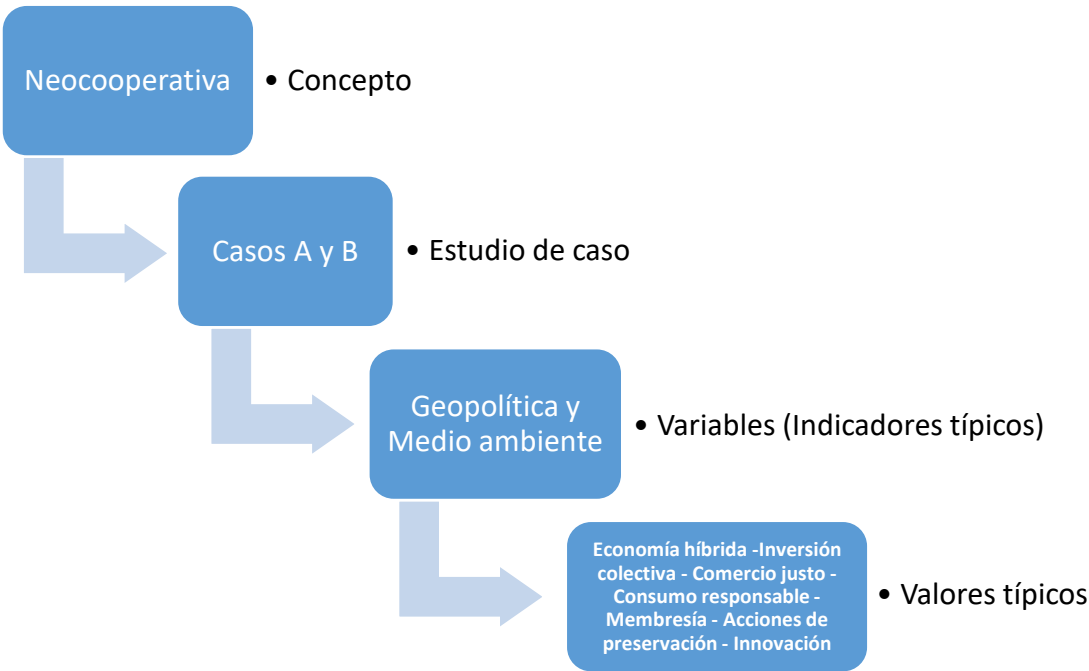 Neocooperativa
• Concepto
Casos A y B
• Estudio de caso
Geopolítica y
Medio ambiente
• Variables (Indicadores típicos)
Economía híbrida -Inversión
colectiva - Comercio justo -
Consumo responsable -
Membresía - Acciones de
preservación - Innovación
• Valores típicos